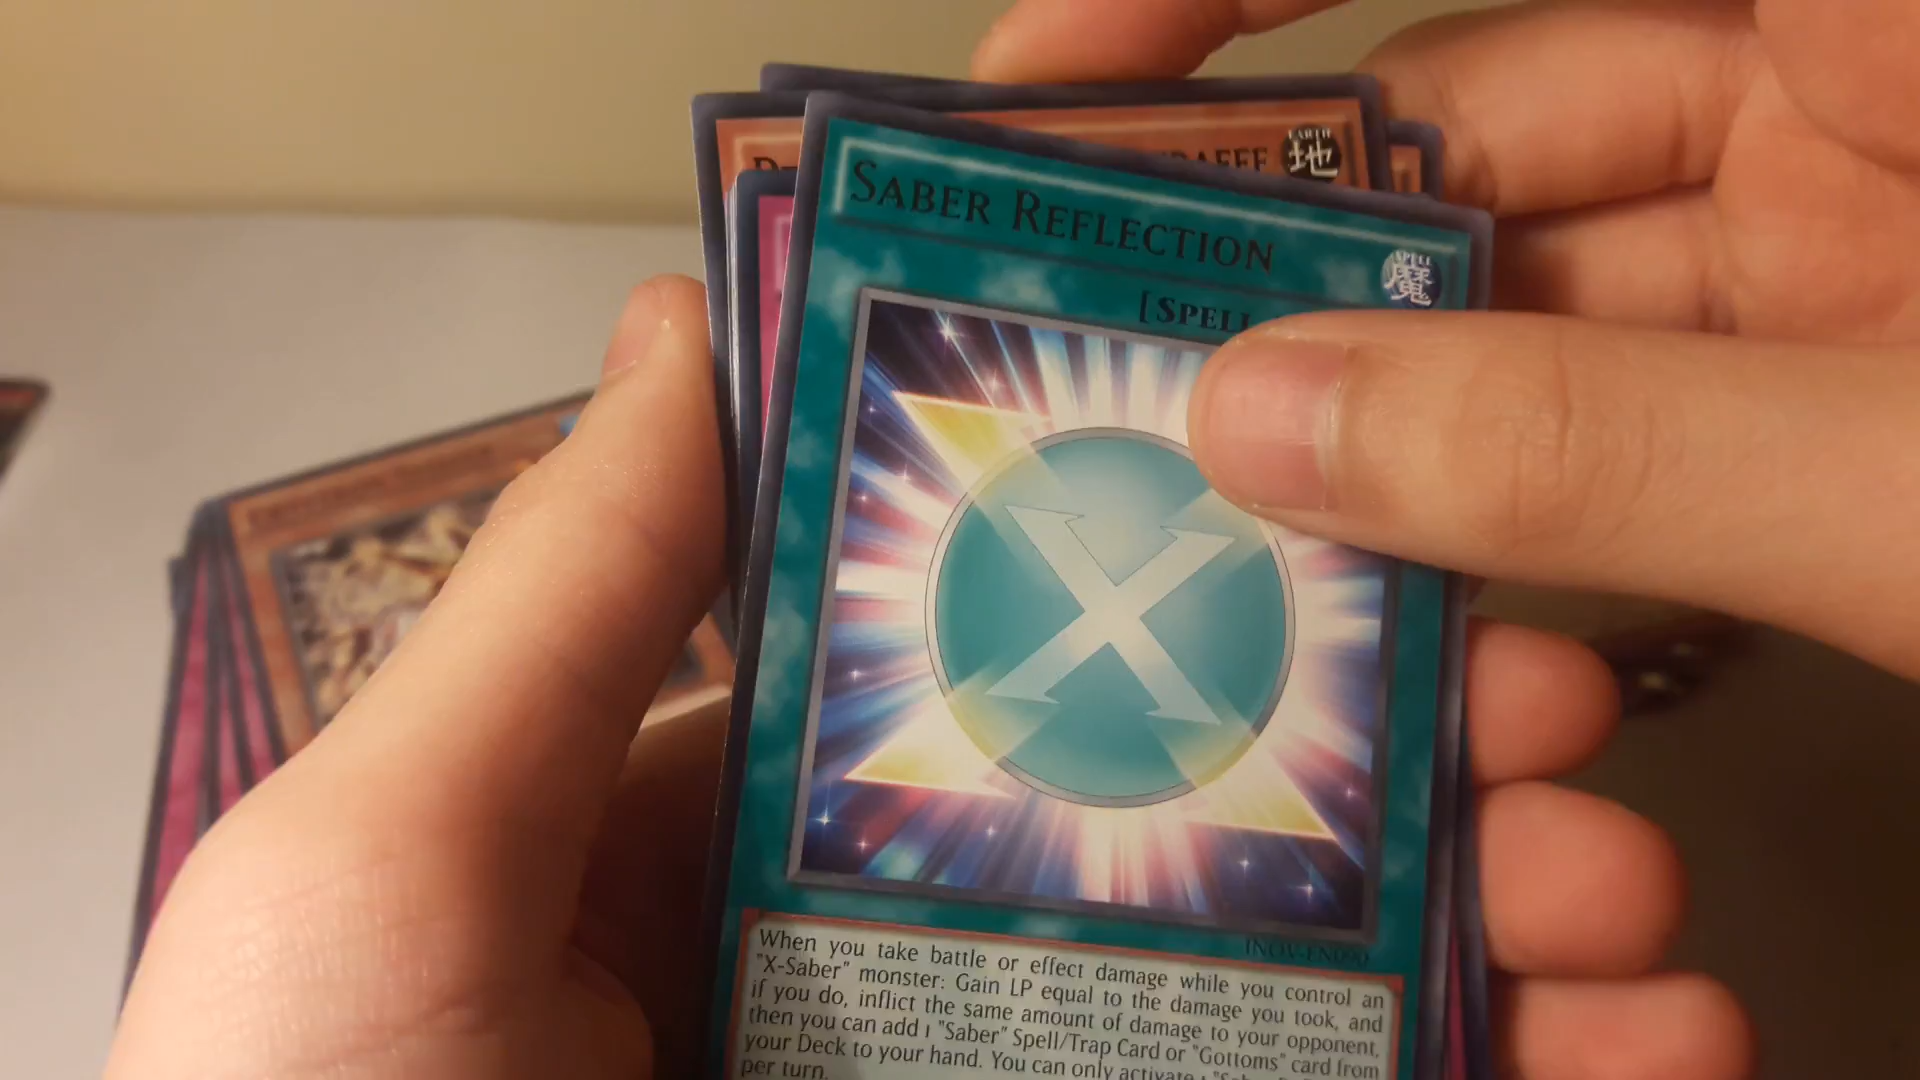 EARTH
地
SABER REFLECTION
SPELL
魔
[SPELL
INOV-EN090
When you take battle or effect damage while you control an
"X-Saber" monster: Gain LP equal to the damage you took, and
if you do, inflict the same amount of damage to your opponent,
then you can add 1 "Saber" Spell/Trap Card or "Gottoms" card from
your Deck to your hand. You can only activate 1
per turn.